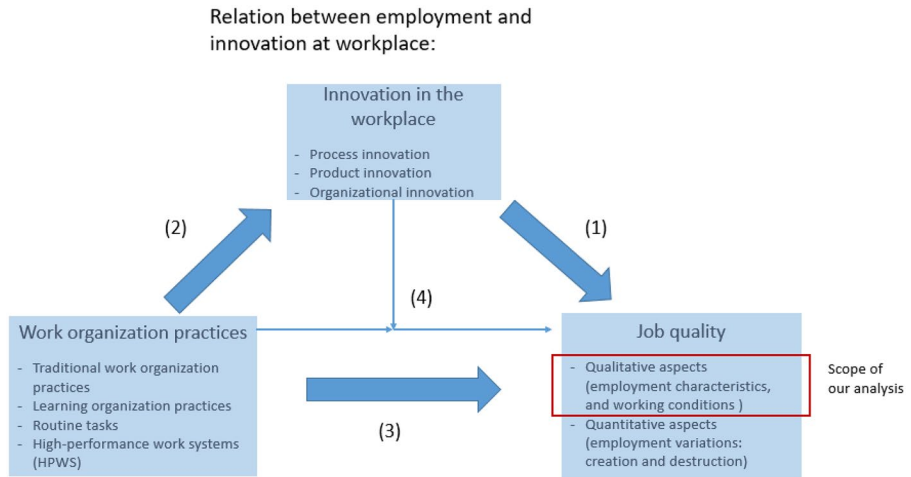 Relation between employment and
innovation at workplace:
Innovation in the
workplace
- Process innovation
- Product innovation
- Organizational innovation
(2)
(1)
(4)
Work organization practices
- Traditional work organization
practices
- Learning organization practices
- Routine tasks
- High-performance work systems
(HPWS)
(3)
Job quality
- Qualitative aspects
(employment characteristics,
and working conditions )
- Quantitative aspects
(employment variations:
creation and destruction)
Scope of
our analysis